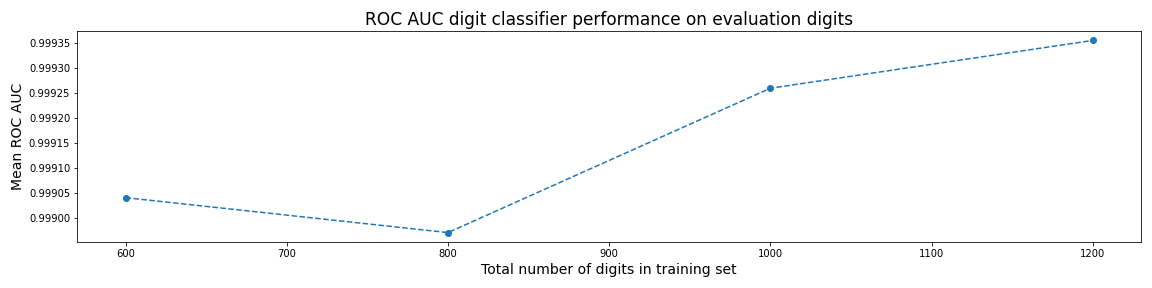 ROC AUC digit classifier performance on evaluation digits
Mean ROC AUC
0.99935
0.99930
0.99925
0.99920
0.99915
0.99910
0.99905
0.99900
600 700 800 900 1000 1100 1200
Total number of digits in training set